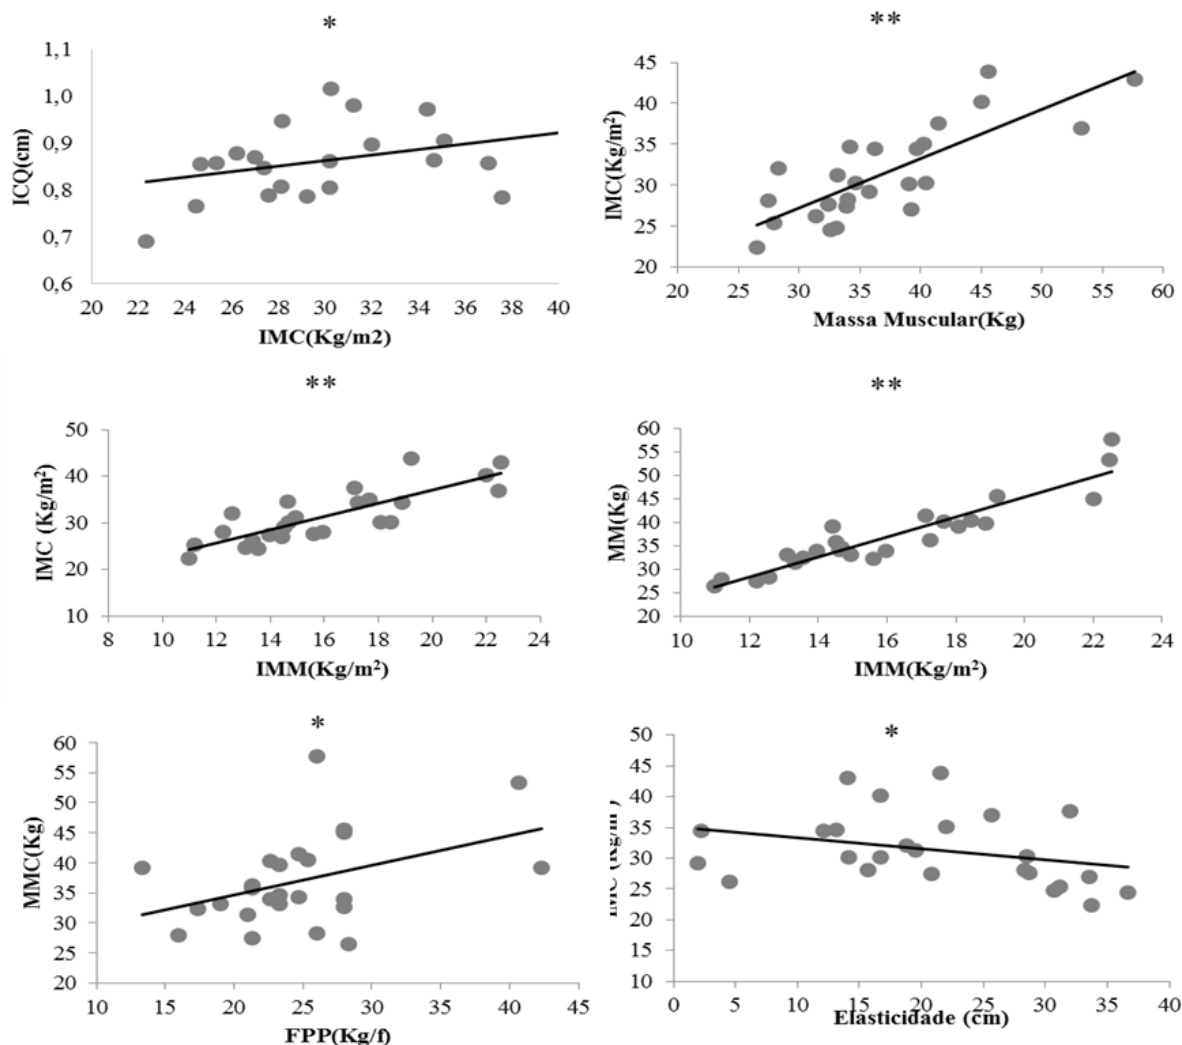 *
ICQ(cm)
1,1
1,0
0,9
0,8
0,7
0,6
20 22 24 26 28 30 32 34 36 38 40
IMC(Kg/m2)
**
IMC(Kg/m²)
45
40
35
30
25
20
20 25 30 35 40 45 50 55 60
Massa Muscular(Kg)
**
IMC (Kg/m²)
50
40
30
20
10
8 10 12 14 16 18 20 22 24
IMM(Kg/m²)
**
MM(Kg)
60
55
50
45
40
35
30
25
20
10 12 14 16 18 20 22 24
IMM(Kg/m²)
*
MMC(Kg)
60
55
50
45
40
35
30
25
20
10 15 20 25 30 35 40 45
FPP(Kg/f)
*
IMC (Kg/m²)
50
45
40
35
30
25
20
15
10
0 5 10 15 20 25 30 35 40
Elasticidade (cm)